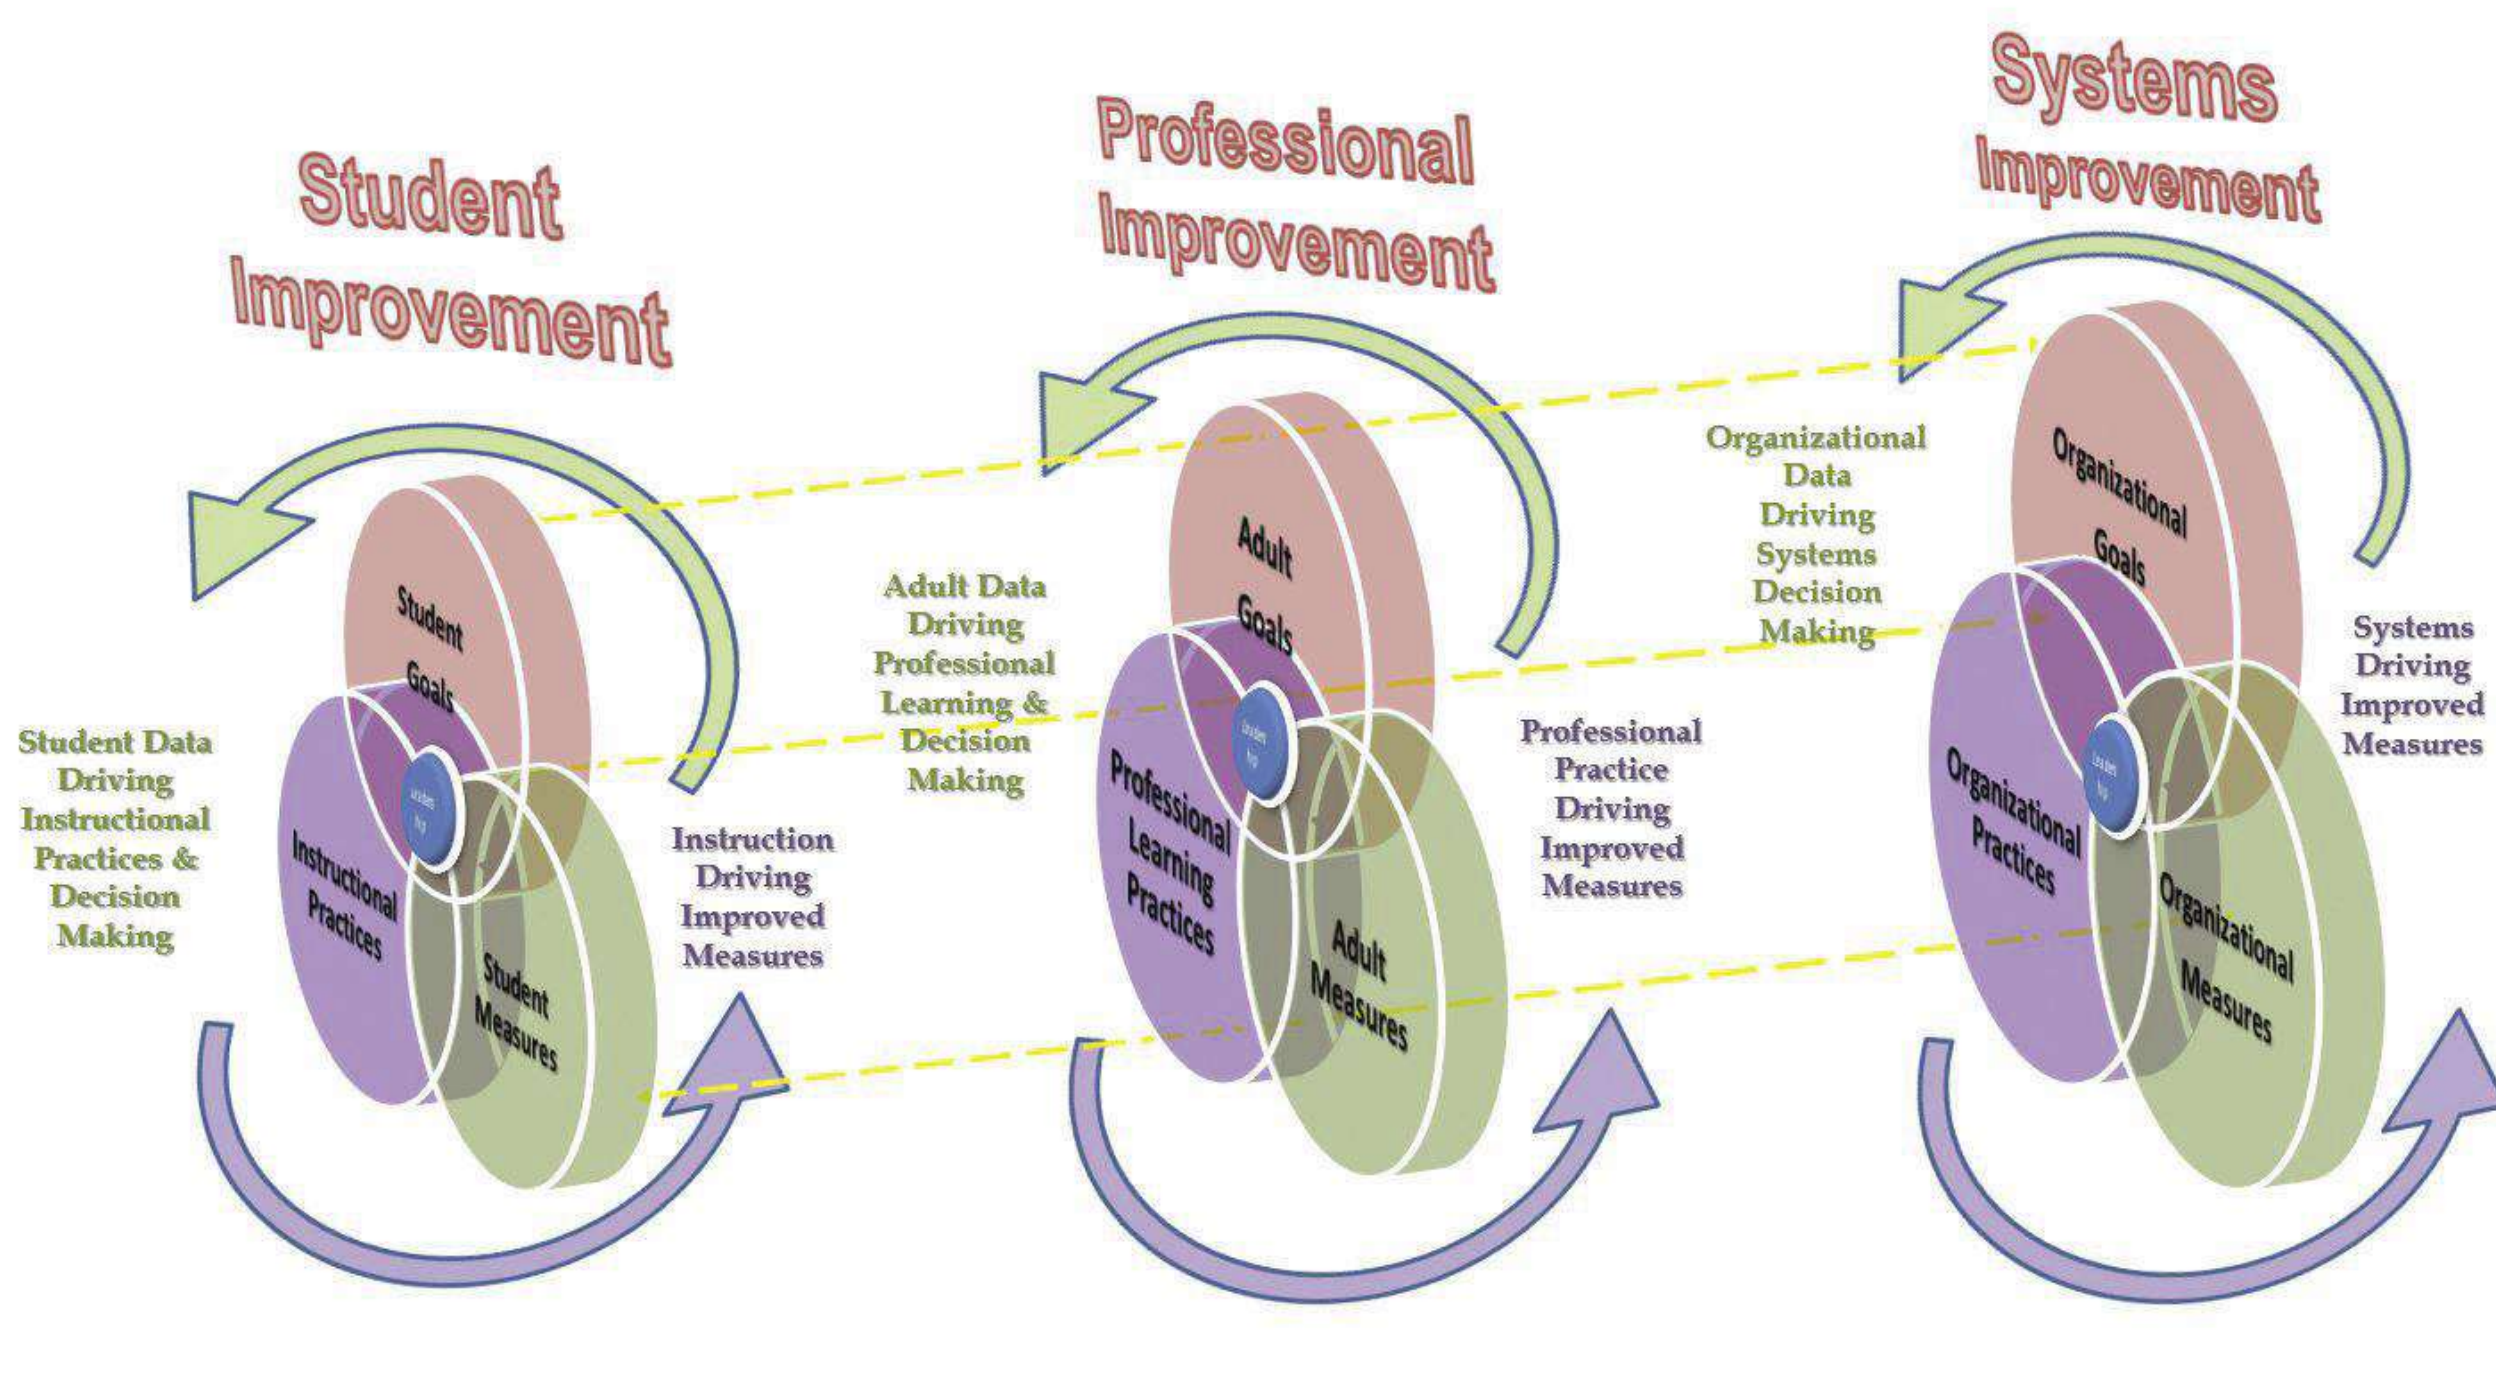 Student
Improvement
Student
Goals
Instructional
Practices
Student
Measures
Student Data
Driving
Instructional
Practices &
Decision
Making
Instruction
Driving
Improved
Measures
Professional
Improvement
Adult
Goals
Professional
Learning
Practices
Adult
Measures
Adult Data
Driving
Professional
Learning &
Decision
Making
Professional
Practice
Driving
Improved
Measures
Systems
Improvement
Organizational
Goals
Organizational
Practices
Organizational
Measures
Organizational
Data
Driving
Systems
Decision
Making
Systems
Driving
Improved
Measures